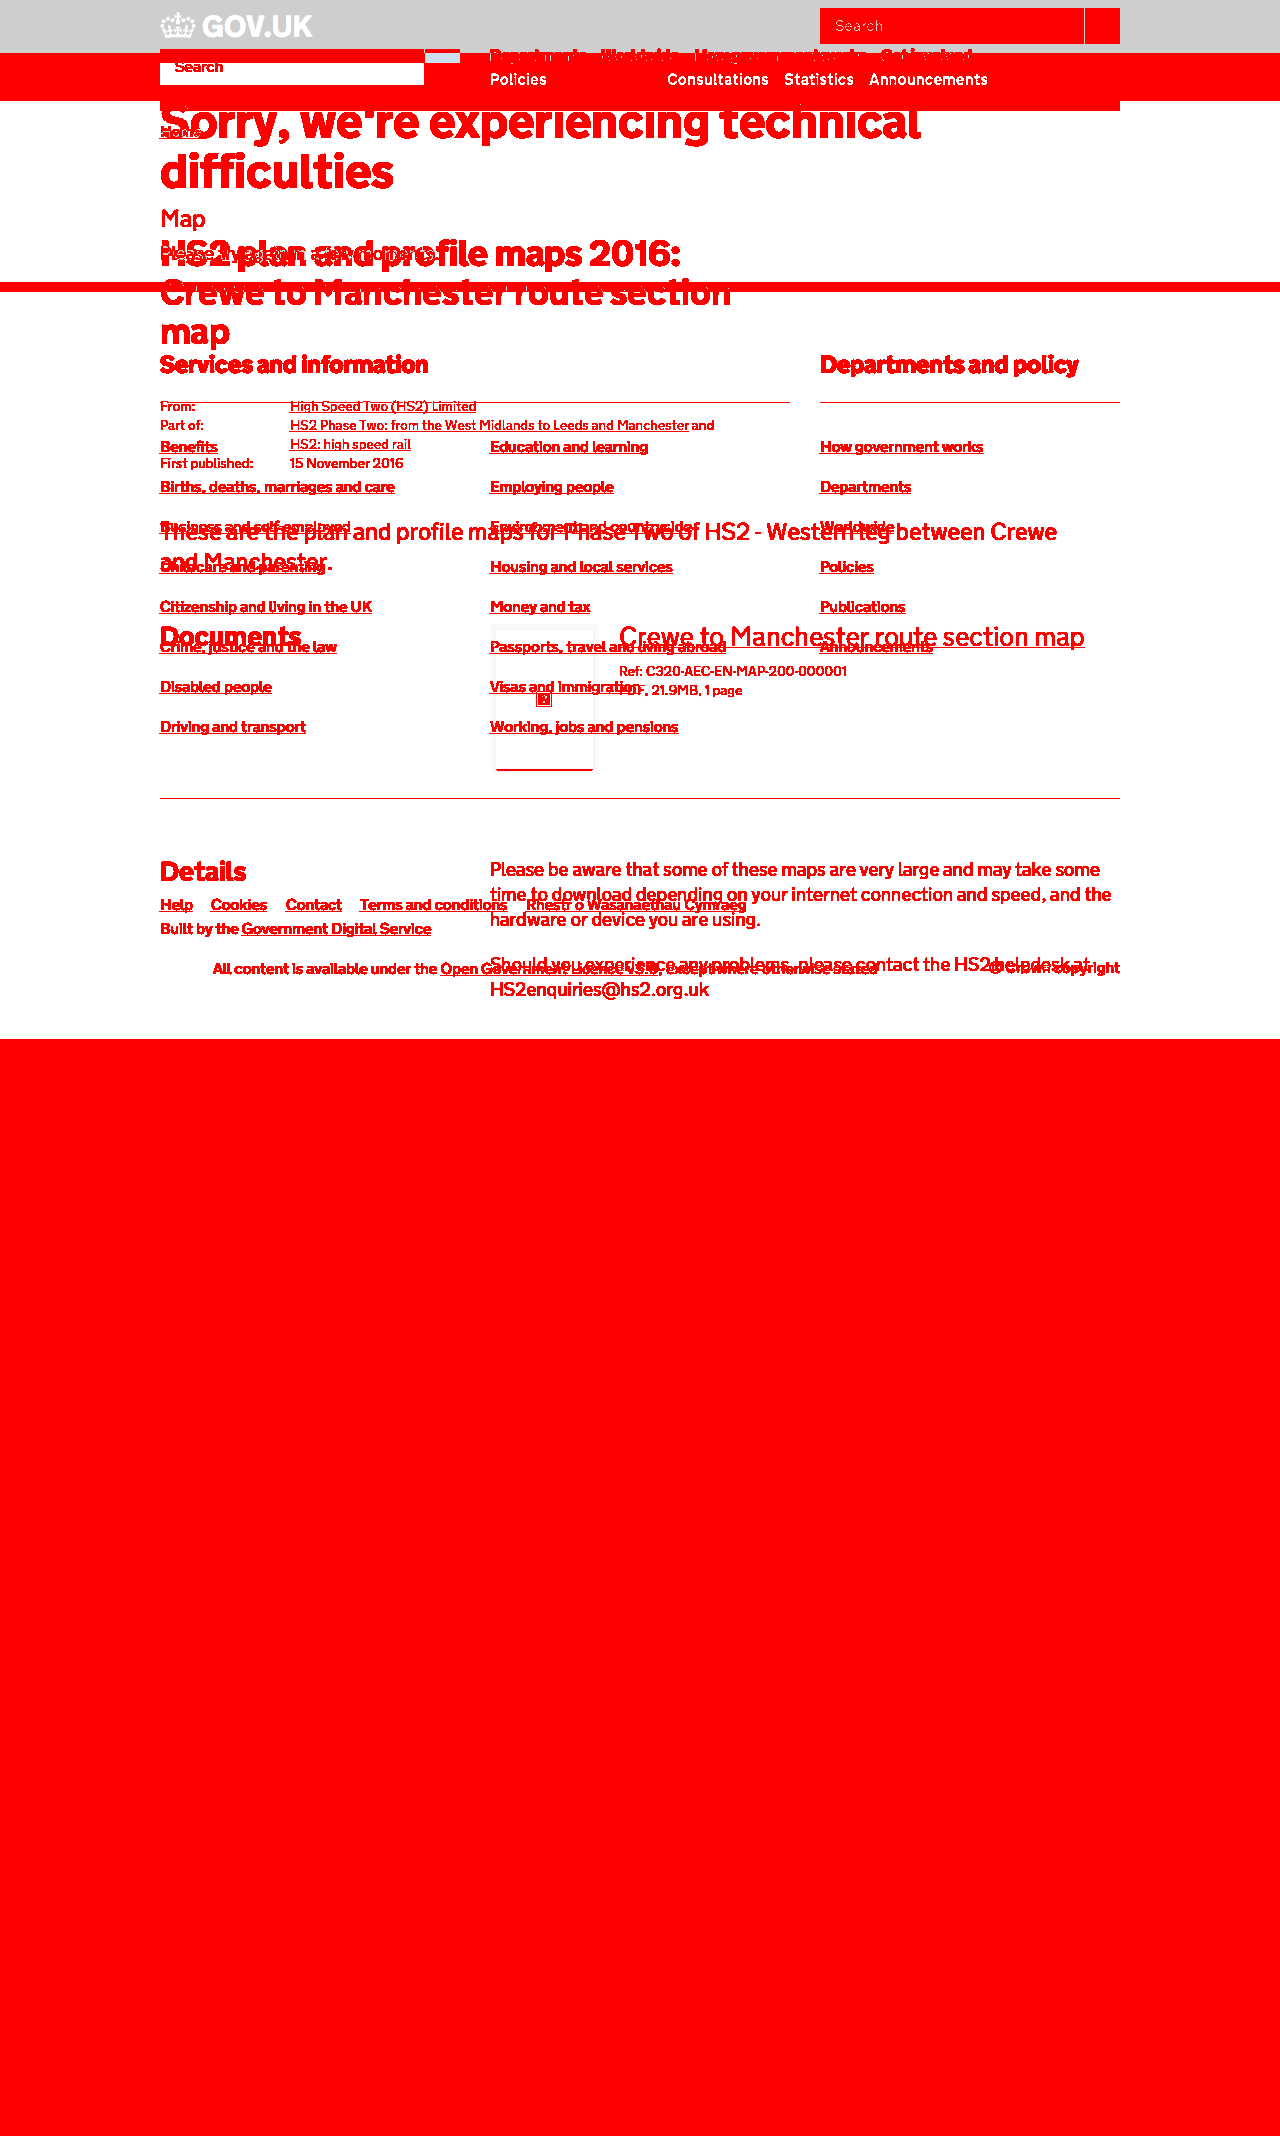 GOV.UK
Search
Search
Departments Worldwide How government works Get involved
Policies Consultations Statistics Announcements
Sorry, we're experiencing technical
Home
difficulties
Map
Please try again in a few moments.
HS2 plan and profile maps 2016:
Crewe to Manchester route section
map
Services and information
Departments and policy
From: High Speed Two (HS2) Limited
Part of: HS2 Phase Two: from the West Midlands to Leeds and Manchester and
HS2: high speed rail
Benefits
Education and learning
How government works
First published: 15 November 2016
Births, deaths, marriages and care
Employing people
Departments
Business and self-employed
Environment and countryside
Worldwide
These are the plan and profile maps for Phase Two of HS2 - Western leg between Crewe
and Manchester.
Childcare and parenting
Housing and local services
Policies
Citizenship and living in the UK
Money and tax
Publications
Documents
Crewe to Manchester route section map
Crime, justice and the law
Passports, travel and living abroad
Announcements
Ref: C320-AEC-EN-MAP-200-000001
Disabled people
Visas and immigration
PDF, 21.9MB, 1 page
Driving and transport
Working, jobs and pensions
Details
Please be aware that some of these maps are very large and may take some
time to download depending on your internet connection and speed, and the
hardware or device you are using.
Help Cookies Contact Terms and conditions Rhestr o Wasanaethau Cymraeg
Built by the Government Digital Service
Should you experience any problems, please contact the HS2 helpdesk at
HS2enquiries@hs2.org.uk
All content is available under the Open Government Licence v3.0, except where otherwise stated
© Crown copyright